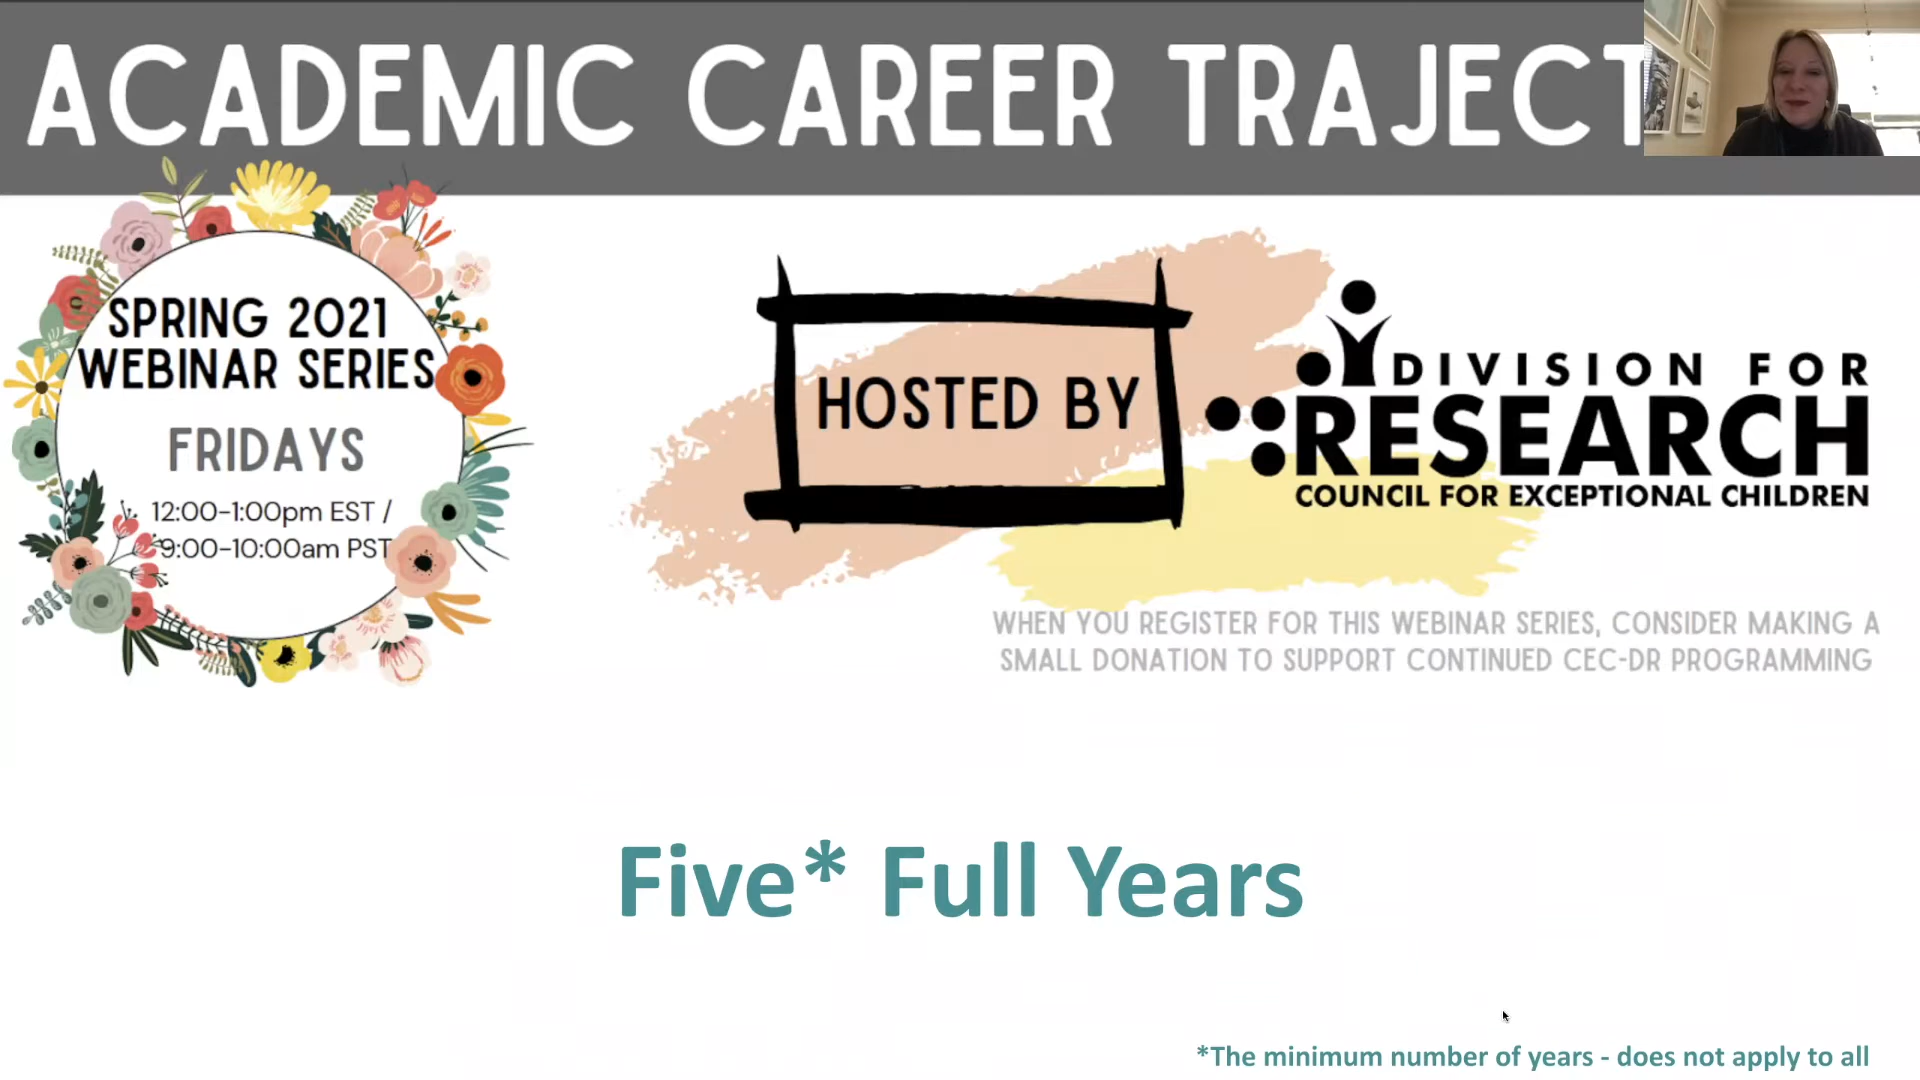 ACADEMIC CAREER TRAJECT
SPRING 2021
WEBINAR SERIES
FRIDAYS
12:00-1:00pm EST /
9:00-10:00am PST
HOSTED BY
DIVISION FOR
RESEARCH
COUNCIL FOR EXCEPTIONAL CHILDREN
WHEN YOU REGISTER FOR THIS WEBINAR SERIES, CONSIDER MAKING A
SMALL DONATION TO SUPPORT CONTINUED CEC-DR PROGRAMMING
Five* Full Years
*The minimum number of years - does not apply to all